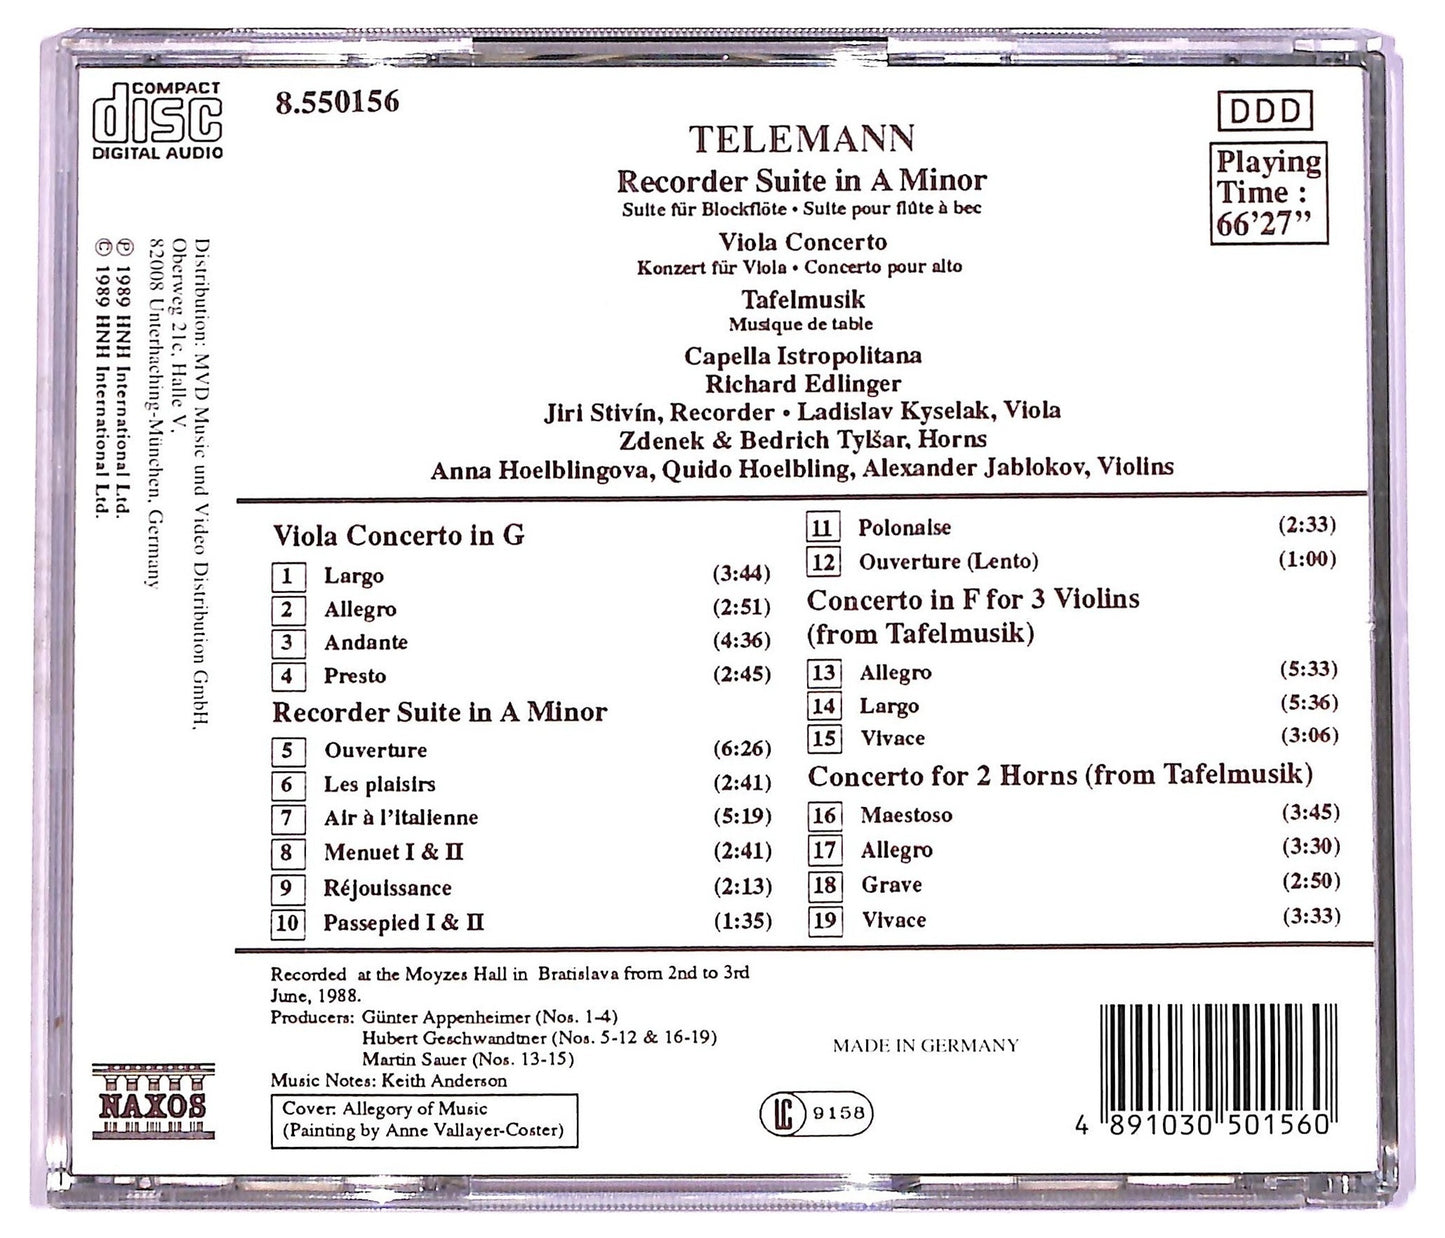 COMPACT
disc
DIGITAL AUDIO
8.550156
DDD
Playing
Time :
66'27"
TELEMANN
Recorder Suite in A Minor
Suite für Blockflöte • Suite pour flûte à bec
Viola Concerto
Konzert für Viola • Concerto pour alto
Tafelmusik
Musique de table
Capella Istropolitana
Richard Edlinger
Jiri Stivín, Recorder • Ladislav Kyselak, Viola
Zdenek & Bedrich Tylšar, Horns
Anna Hoelblingova, Quido Hoelbling, Alexander Jablokov, Violins
Distribution: MVD Music und Video Distribution GmbH,
Oberweg 21c, Halle V,
82008 Unterhaching-München, Germany
℗ 1989 HNH International Ltd.
© 1989 HNH International Ltd.
Viola Concerto in G
1 Largo (3:44)
2 Allegro (2:51)
3 Andante (4:36)
4 Presto (2:45)
Recorder Suite in A Minor
5 Ouverture (6:26)
6 Les plaisirs (2:41)
7 Air à l'italienne (5:19)
8 Menuet I & II (2:41)
9 Réjouissance (2:13)
10 Passepied I & II (1:35)
11 Polonaise (2:33)
12 Ouverture (Lento) (1:00)
Concerto in F for 3 Violins
(from Tafelmusik)
13 Allegro (5:33)
14 Largo (5:36)
15 Vivace (3:06)
Concerto for 2 Horns (from Tafelmusik)
16 Maestoso (3:45)
17 Allegro (3:30)
18 Grave (2:50)
19 Vivace (3:33)
Recorded at the Moyzes Hall in Bratislava from 2nd to 3rd
June, 1988.
Producers: Günter Appenheimer (Nos. 1-4)
Hubert Geschwandtner (Nos. 5-12 & 16-19)
Martin Sauer (Nos. 13-15)
Music Notes: Keith Anderson
Cover: Allegory of Music
(Painting by Anne Vallayer-Coster)
NAXOS
MADE IN GERMANY
LC 9158
4 891030 501560